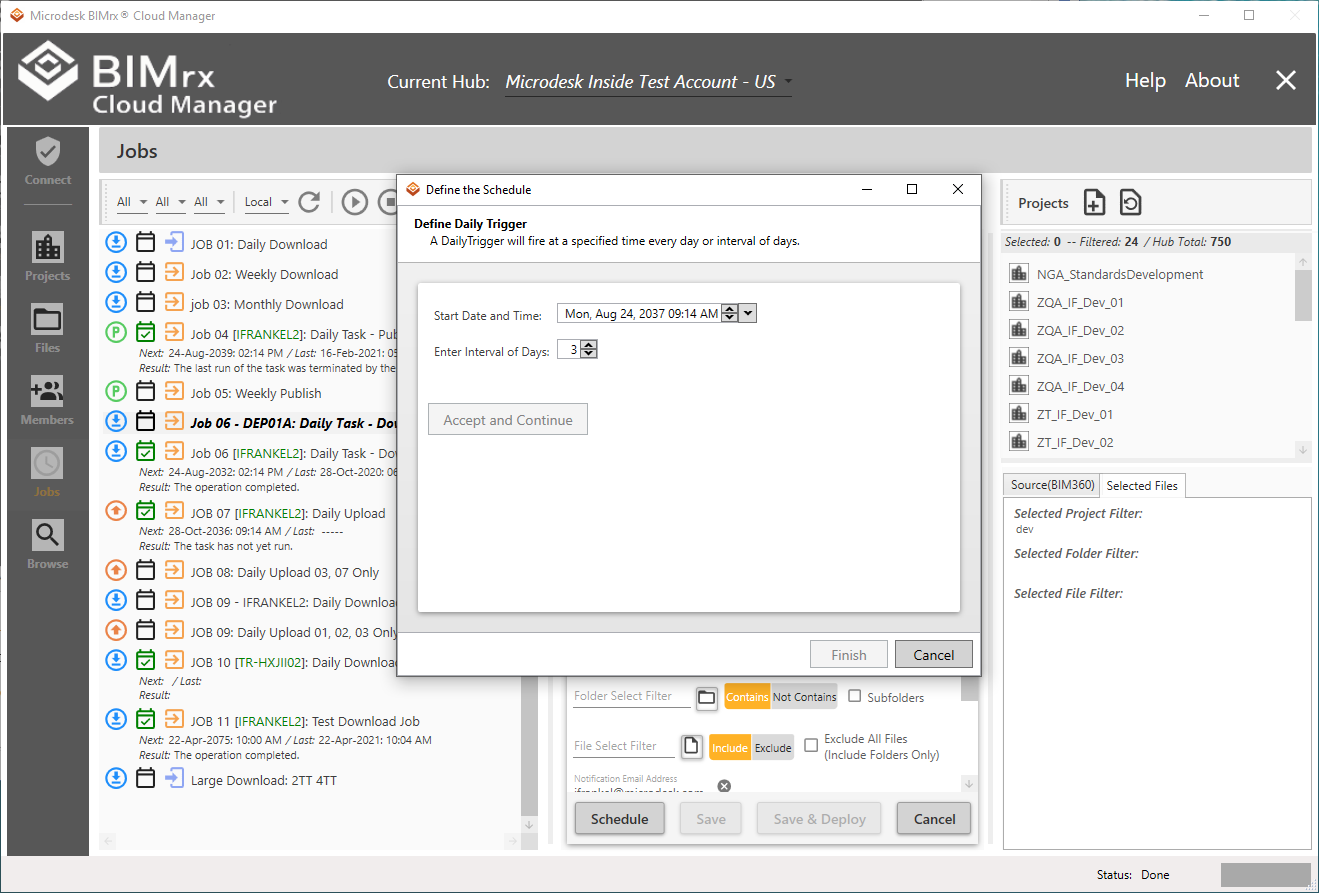 Microdesk BIMrx® Cloud Manager
BIMrx
Cloud Manager
Current Hub: Microdesk Inside Test Account - US
Help About
Connect
Projects
Files
Members
Jobs
Browse
Jobs
All All All Local
JOB 01: Daily Download
Job 02: Weekly Download
job 03: Monthly Download
Job 04 [IFRANKEL2]: Daily Task - Pub
Next: 24-Aug-2039: 02:14 PM / Last: 16-Feb-2021: 05
Result: The last run of the task was terminated by the
Job 05: Weekly Publish
Job 06 - DEP01A: Daily Task - Dow
Job 06 [IFRANKEL2]: Daily Task - Do
Next: 24-Aug-2032: 02:14 PM / Last: 28-Oct-2020: 06
Result: The operation completed.
JOB 07 [IFRANKEL2]: Daily Upload
Next: 28-Oct-2036: 09:14 AM / Last: -----
Result: The task has not yet run.
JOB 08: Daily Upload 03, 07 Only
JOB 09 - IFRANKEL2: Daily Downloa
JOB 09: Daily Upload 01, 02, 03 Only
JOB 10 [TR-HXJII02]: Daily Downloa
Next: / Last:
Result:
JOB 11 [IFRANKEL2]: Test Download Job
Next: 22-Apr-2075: 10:00 AM / Last: 22-Apr-2021: 10:04 AM
Result: The operation completed.
Large Download: 2TT 4TT
Define the Schedule
Define Daily Trigger
A DailyTrigger will fire at a specified time every day or interval of days.
Start Date and Time: Mon, Aug 24, 2037 09:14 AM
Enter Interval of Days: 3
Accept and Continue
Finish Cancel
Folder Select Filter Contains Not Contains Subfolders
File Select Filter Include Exclude Exclude All Files
(Include Folders Only)
Notification Email Address
ifrankel@microdesk.com
Schedule Save Save & Deploy Cancel
Projects
Selected: 0 -- Filtered: 24 / Hub Total: 750
NGA_StandardsDevelopment
ZQA_IF_Dev_01
ZQA_IF_Dev_02
ZQA_IF_Dev_03
ZQA_IF_Dev_04
ZT_IF_Dev_01
ZT_IF_Dev_02
Source(BIM360) Selected Files
Selected Project Filter:
dev
Selected Folder Filter:
Selected File Filter:
Status: Done